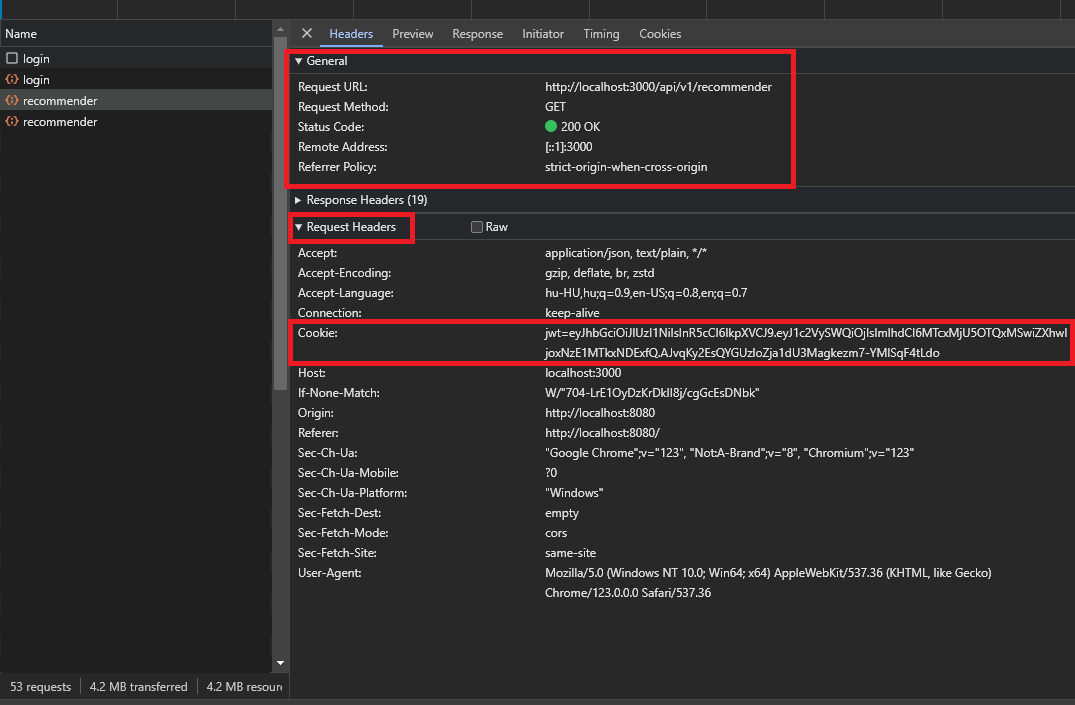 Name
login
login
recommender
recommender
53 requests 4.2 MB transferred 4.2 MB resourc
Headers Preview Response Initiator Timing Cookies
General
Request URL: http://localhost:3000/api/v1/recommender
Request Method: GET
Status Code: 200 OK
Remote Address: [::1]:3000
Referrer Policy: strict-origin-when-cross-origin
Response Headers (19)
Request Headers Raw
Accept: application/json, text/plain, */*
Accept-Encoding: gzip, deflate, br, zstd
Accept-Language: hu-HU,hu;q=0.9,en-US;q=0.8,en;q=0.7
Connection: keep-alive
Cookie: jwt=eyJhbGciOiJIUzI1NiIsInR5cCI6IkpXVCJ9.eyJ1c2VySWQiOjIsImlhdCI6MTcxMjU5OTQxMSwiZXhwI
joxNzE1MTkxNDExfQ.AJvqKy2EsQYGUzIoZja1dU3Magkezm7-YMlSqF4tLdo
Host: localhost:3000
If-None-Match: W/"704-LrE1OyDzKrDkIl8j/cgGcEsDNbk"
Origin: http://localhost:8080
Referer: http://localhost:8080/
Sec-Ch-Ua: "Google Chrome";v="123", "Not:A-Brand";v="8", "Chromium";v="123"
Sec-Ch-Ua-Mobile: ?0
Sec-Ch-Ua-Platform: "Windows"
Sec-Fetch-Dest: empty
Sec-Fetch-Mode: cors
Sec-Fetch-Site: same-site
User-Agent: Mozilla/5.0 (Windows NT 10.0; Win64; x64) AppleWebKit/537.36 (KHTML, like Gecko)
Chrome/123.0.0.0 Safari/537.36